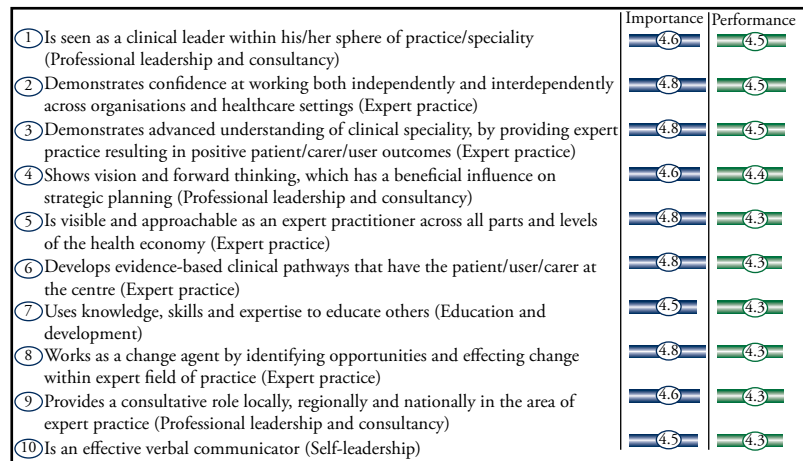 Importance Performance
1 Is seen as a clinical leader within his/her sphere of practice/speciality 4.6 4.5
(Professional leadership and consultancy)
2 Demonstrates confidence at working both independently and interdependently 4.8 4.5
across organisations and healthcare settings (Expert practice)
3 Demonstrates advanced understanding of clinical speciality, by providing expert 4.8 4.5
practice resulting in positive patient/carer/user outcomes (Expert practice)
4 Shows vision and forward thinking, which has a beneficial influence on 4.6 4.4
strategic planning (Professional leadership and consultancy)
5 Is visible and approachable as an expert practitioner across all parts and levels 4.8 4.3
of the health economy (Expert practice)
6 Develops evidence-based clinical pathways that have the patient/user/carer at 4.8 4.3
the centre (Expert practice)
7 Uses knowledge, skills and expertise to educate others (Education and 4.5 4.3
development)
8 Works as a change agent by identifying opportunities and effecting change 4.8 4.3
within expert field of practice (Expert practice)
9 Provides a consultative role locally, regionally and nationally in the area of 4.6 4.3
expert practice (Professional leadership and consultancy)
10 Is an effective verbal communicator (Self-leadership) 4.5 4.3